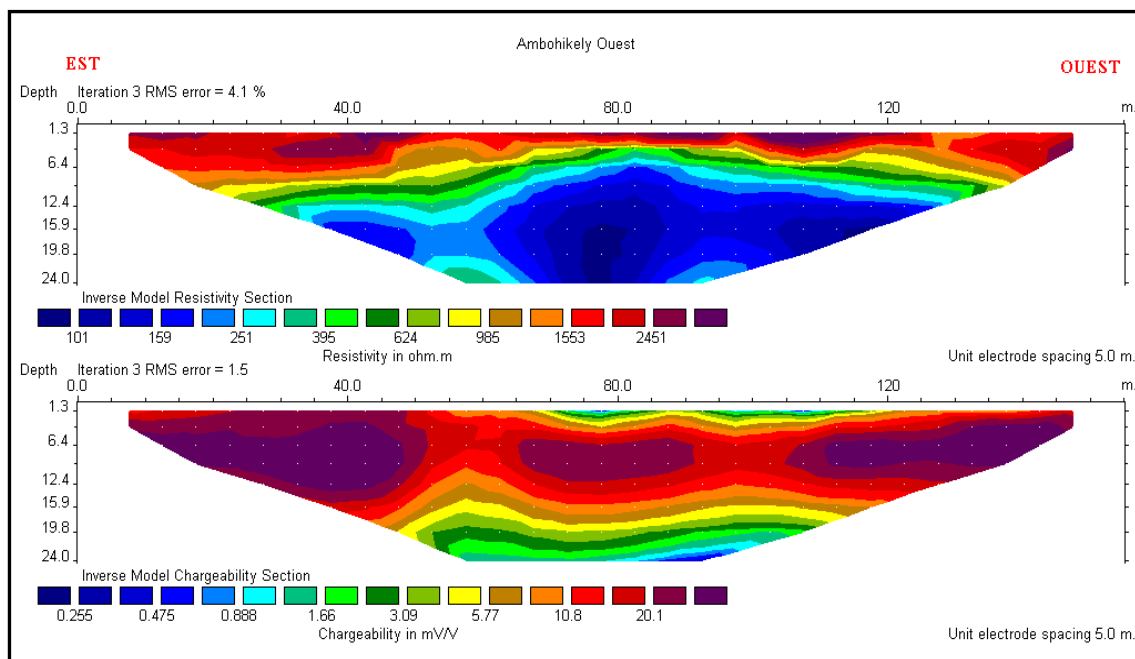 Ambohikely Ouest
EST OUEST
Depth Iteration 3 RMS error = 4.1 %
0.0 40.0 80.0 120 m.
1.3
6.4
12.4
15.9
19.8
24.0
Inverse Model Resistivity Section
101 159 251 395 624 985 1553 2451
Resistivity in ohm.m Unit electrode spacing 5.0 m.
Depth Iteration 3 RMS error = 1.5
0.0 40.0 80.0 120 m.
1.3
6.4
12.4
15.9
19.8
24.0
Inverse Model Chargeability Section
0.255 0.475 0.888 1.66 3.09 5.77 10.8 20.1
Chargeability in mV/V Unit electrode spacing 5.0 m.